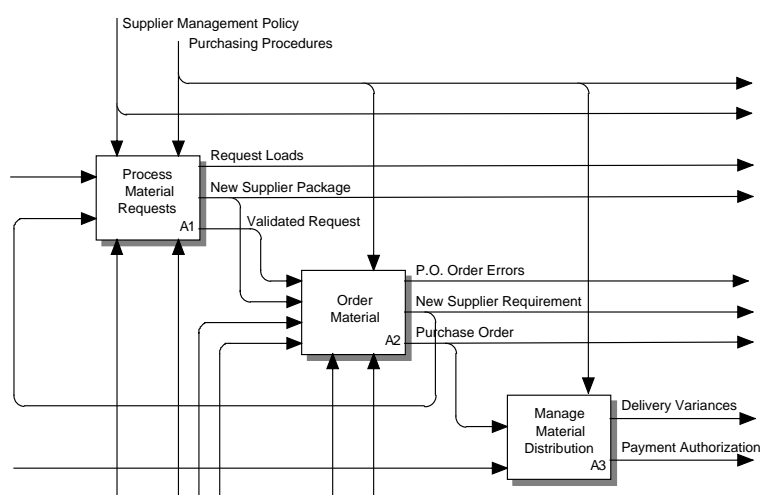 Supplier Management Policy
Purchasing Procedures
Request Loads
Process
Material
Requests
A1
New Supplier Package
Validated Request
P.O. Order Errors
Order
Material
A2
New Supplier Requirement
Purchase Order
Manage
Material
Distribution
A3
Delivery Variances
Payment Authorization